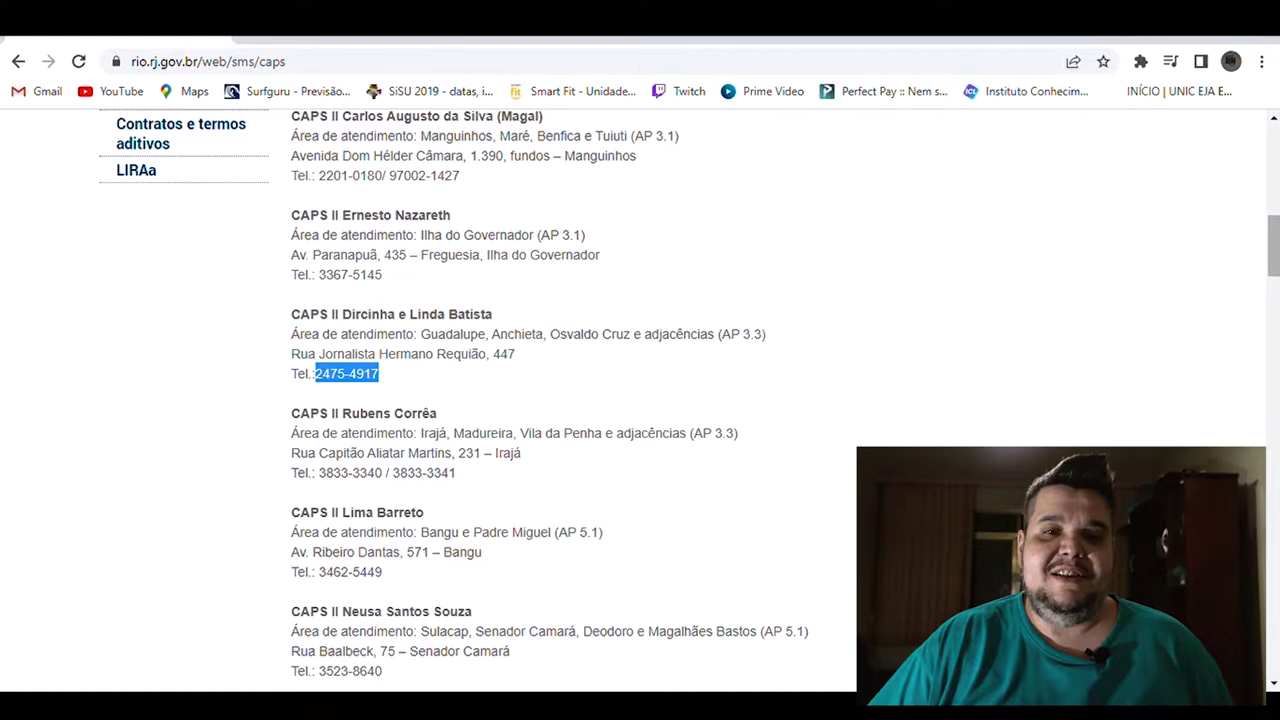 rio.rj.gov.br/web/sms/caps
Gmail YouTube Maps Surfguru - Previsão... SiSU 2019 - datas, i... Smart Fit - Unidade... Twitch Prime Video Perfect Pay :: Nem s... Instituto Conhecim... INÍCIO | UNIC EJA E...
Contratos e termos
aditivos
LIRAa
CAPS II Carlos Augusto da Silva (Magal)
Área de atendimento: Manguinhos, Maré, Benfica e Tuiuti (AP 3.1)
Avenida Dom Hélder Câmara, 1.390, fundos – Manguinhos
Tel.: 2201-0180/ 97002-1427
CAPS II Ernesto Nazareth
Área de atendimento: Ilha do Governador (AP 3.1)
Av. Paranapuã, 435 – Freguesia, Ilha do Governador
Tel.: 3367-5145
CAPS II Dircinha e Linda Batista
Área de atendimento: Guadalupe, Anchieta, Osvaldo Cruz e adjacências (AP 3.3)
Rua Jornalista Hermano Requião, 447
Tel.:2475-4917
CAPS II Rubens Corrêa
Área de atendimento: Irajá, Madureira, Vila da Penha e adjacências (AP 3.3)
Rua Capitão Aliatar Martins, 231 – Irajá
Tel.: 3833-3340 / 3833-3341
CAPS II Lima Barreto
Área de atendimento: Bangu e Padre Miguel (AP 5.1)
Av. Ribeiro Dantas, 571 – Bangu
Tel.: 3462-5449
CAPS II Neusa Santos Souza
Área de atendimento: Sulacap, Senador Camará, Deodoro e Magalhães Bastos (AP 5.1)
Rua Baalbeck, 75 – Senador Camará
Tel.: 3523-8640